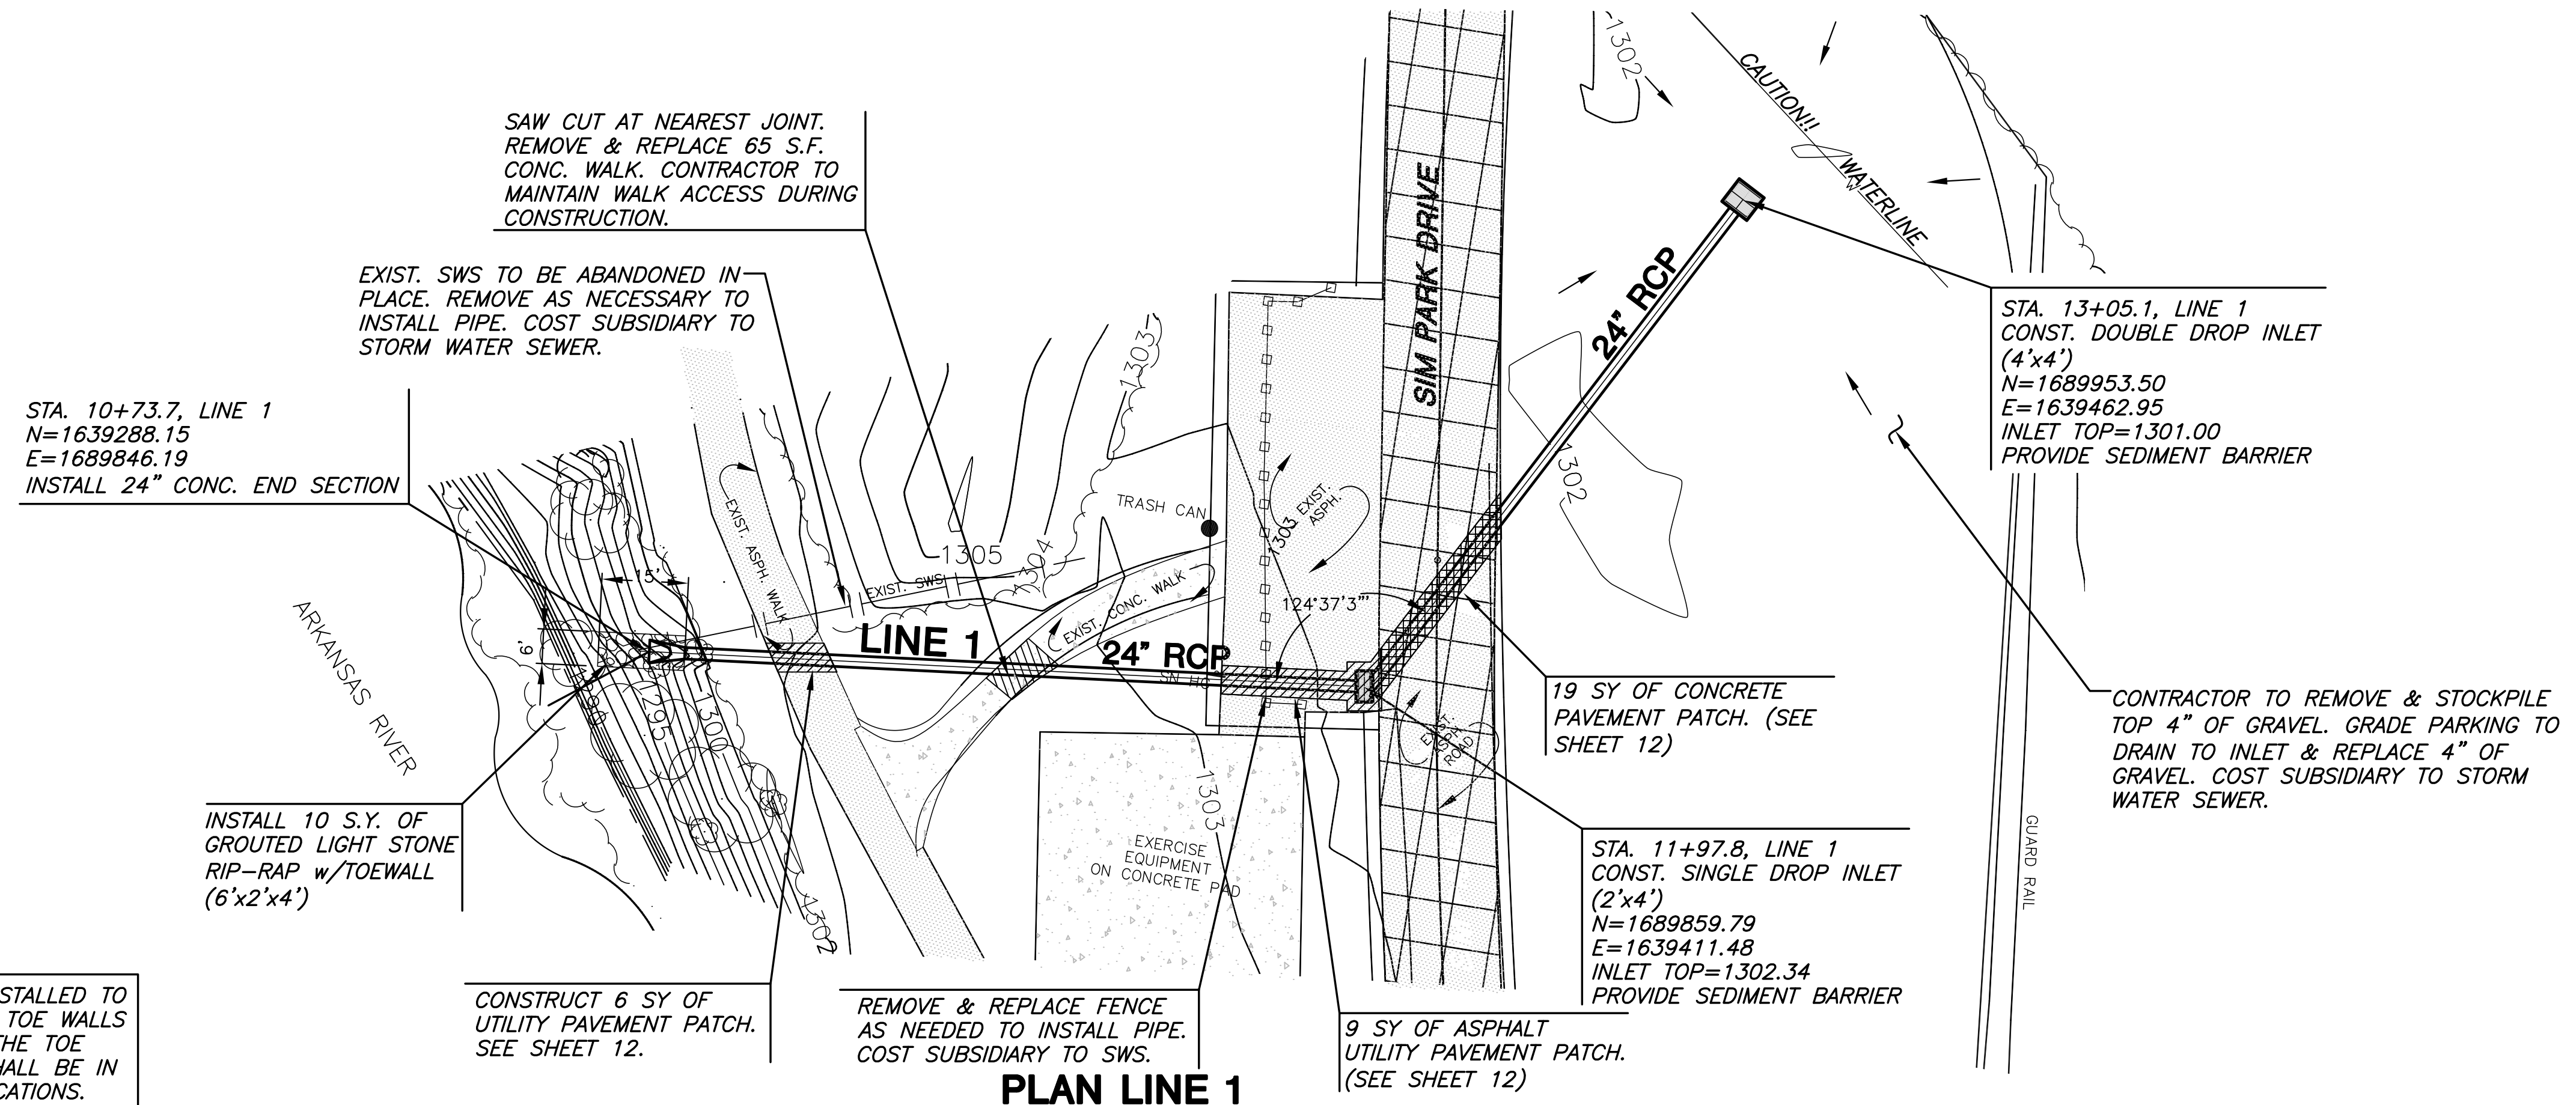 SAW CUT AT NEAREST JOINT.
REMOVE & REPLACE 65 S.F.
CONC. WALK. CONTRACTOR TO
MAINTAIN WALK ACCESS DURING
CONSTRUCTION.
EXIST. SWS TO BE ABANDONED IN
PLACE. REMOVE AS NECESSARY TO
INSTALL PIPE. COST SUBSIDIARY TO
STORM WATER SEWER.
STA. 10+73.7, LINE 1
N=1639288.15
E=1689846.19
INSTALL 24" CONC. END SECTION
ARKANSAS RIVER
INSTALL 10 S.Y. OF
GROUTED LIGHT STONE
RIP-RAP w/TOEWALL
(6'x2'x4')
STALLED TO
TOE WALLS
THE TOE
HALL BE IN
CATIONS.
CONSTRUCT 6 SY OF
UTILITY PAVEMENT PATCH.
SEE SHEET 12.
REMOVE & REPLACE FENCE
AS NEEDED TO INSTALL PIPE.
COST SUBSIDIARY TO SWS.
9 SY OF ASPHALT
UTILITY PAVEMENT PATCH.
(SEE SHEET 12)
PLAN LINE 1
15'
6'
1290
1295
1300
1302
EXIST. ASPH. WALK
EXIST. SWS
1305
1304
1303
LINE 1
24" RCP
EXIST. CONC. WALK
TRASH CAN
1303
EXIST.
ASPH.
124°37'3"
EXERCISE
EQUIPMENT
ON CONCRETE PAD
1303
SIM PARK DRIVE
EXIST.
ASPH.
ROAD
24" RCP
1302
1302
CAUTION!!
WATERLINE
W
GUARD RAIL
STA. 13+05.1, LINE 1
CONST. DOUBLE DROP INLET
(4'x4')
N=1689953.50
E=1639462.95
INLET TOP=1301.00
PROVIDE SEDIMENT BARRIER
19 SY OF CONCRETE
PAVEMENT PATCH. (SEE
SHEET 12)
STA. 11+97.8, LINE 1
CONST. SINGLE DROP INLET
(2'x4')
N=1689859.79
E=1639411.48
INLET TOP=1302.34
PROVIDE SEDIMENT BARRIER
CONTRACTOR TO REMOVE & STOCKPILE
TOP 4" OF GRAVEL. GRADE PARKING TO
DRAIN TO INLET & REPLACE 4" OF
GRAVEL. COST SUBSIDIARY TO STORM
WATER SEWER.